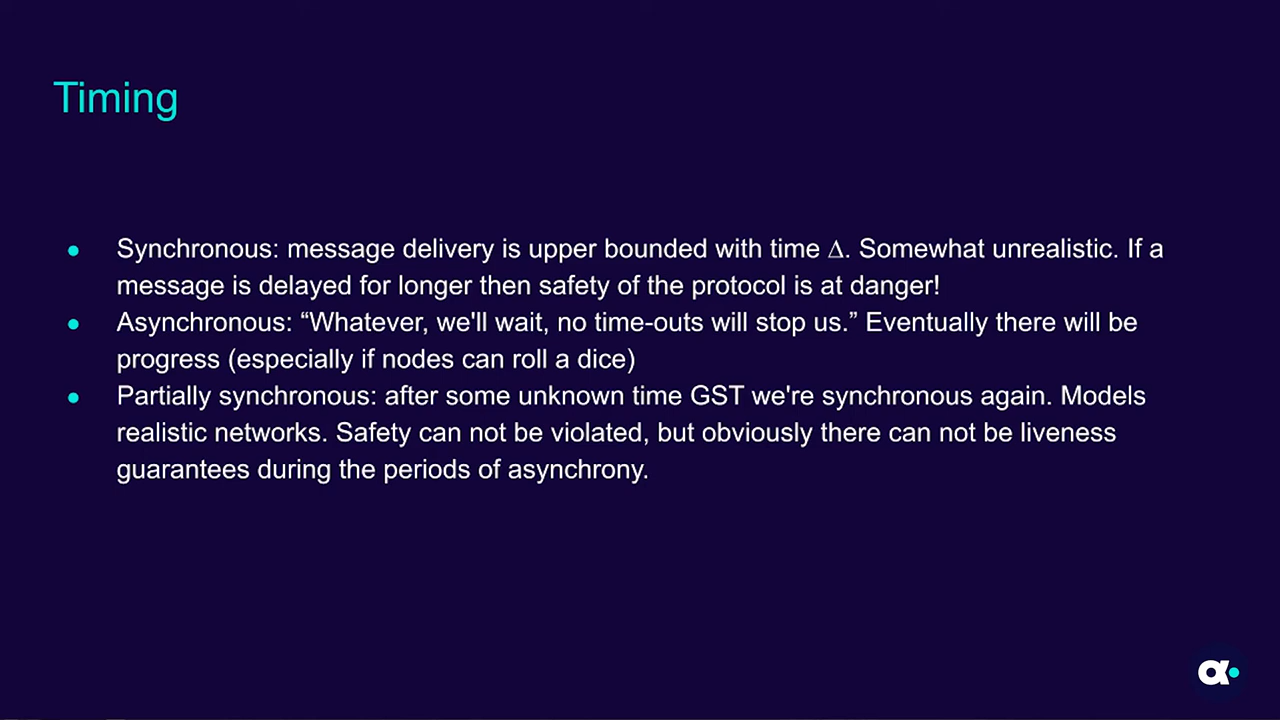 Timing
● Synchronous: message delivery is upper bounded with time Δ. Somewhat unrealistic. If a
message is delayed for longer then safety of the protocol is at danger!
● Asynchronous: “Whatever, we'll wait, no time-outs will stop us.” Eventually there will be
progress (especially if nodes can roll a dice)
● Partially synchronous: after some unknown time GST we're synchronous again. Models
realistic networks. Safety can not be violated, but obviously there can not be liveness
guarantees during the periods of asynchrony.